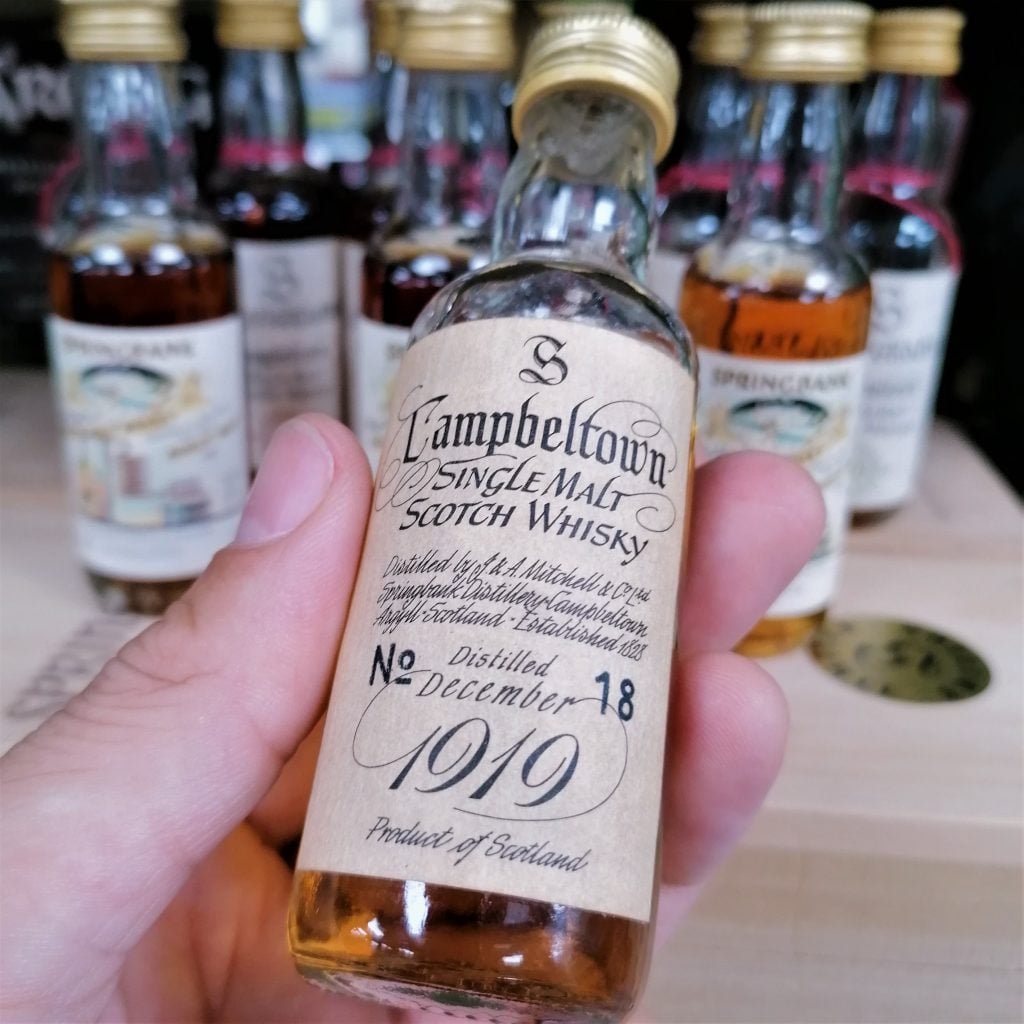 S
Campbeltown
SINGLE MALT
SCOTCH WHISKY
Distilled by J & A. Mitchell & Co. Ltd
Springbank Distillery·Campbeltown
Argyll·Scotland · Established 1828
Nº Distilled 18
December
1919
Product of Scotland
SPRINGBANK
SPRINGBANK
S